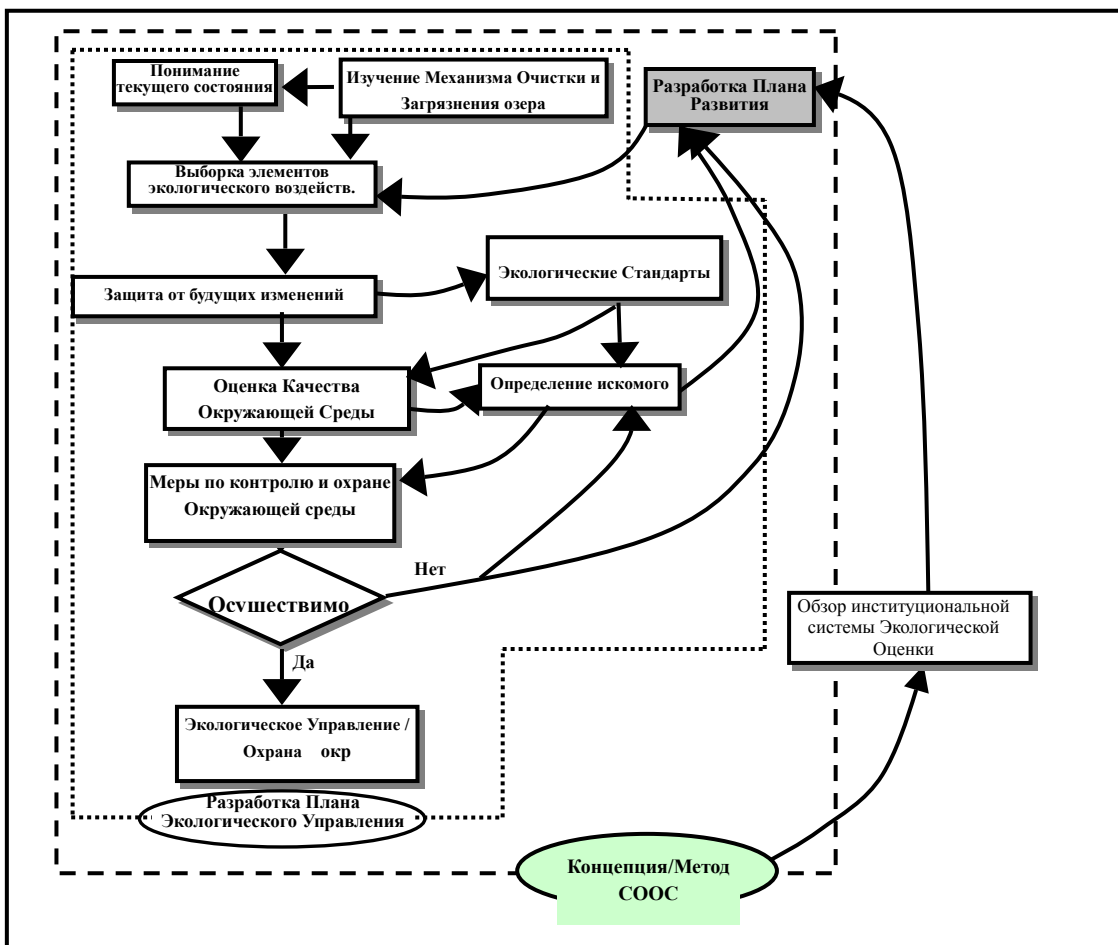 Понимание
текущего состояния
Изучение Механизма Очистки и
Загрязнения озера
Разработка Плана
Развития
Выборка элементов
экологического воздейств.
Экологические Стандарты
Защита от будущих изменений
Оценка Качества
Окружающей Среды
Определение искомого
Меры по контролю и охране
Окружающей среды
Нет
Осуществимо
Да
Обзор институциональной
системы Экологической
Оценки
Экологическое Управление /
Охрана окр
Разработка Плана
Экологического Управления
Концепция/Метод
СООС